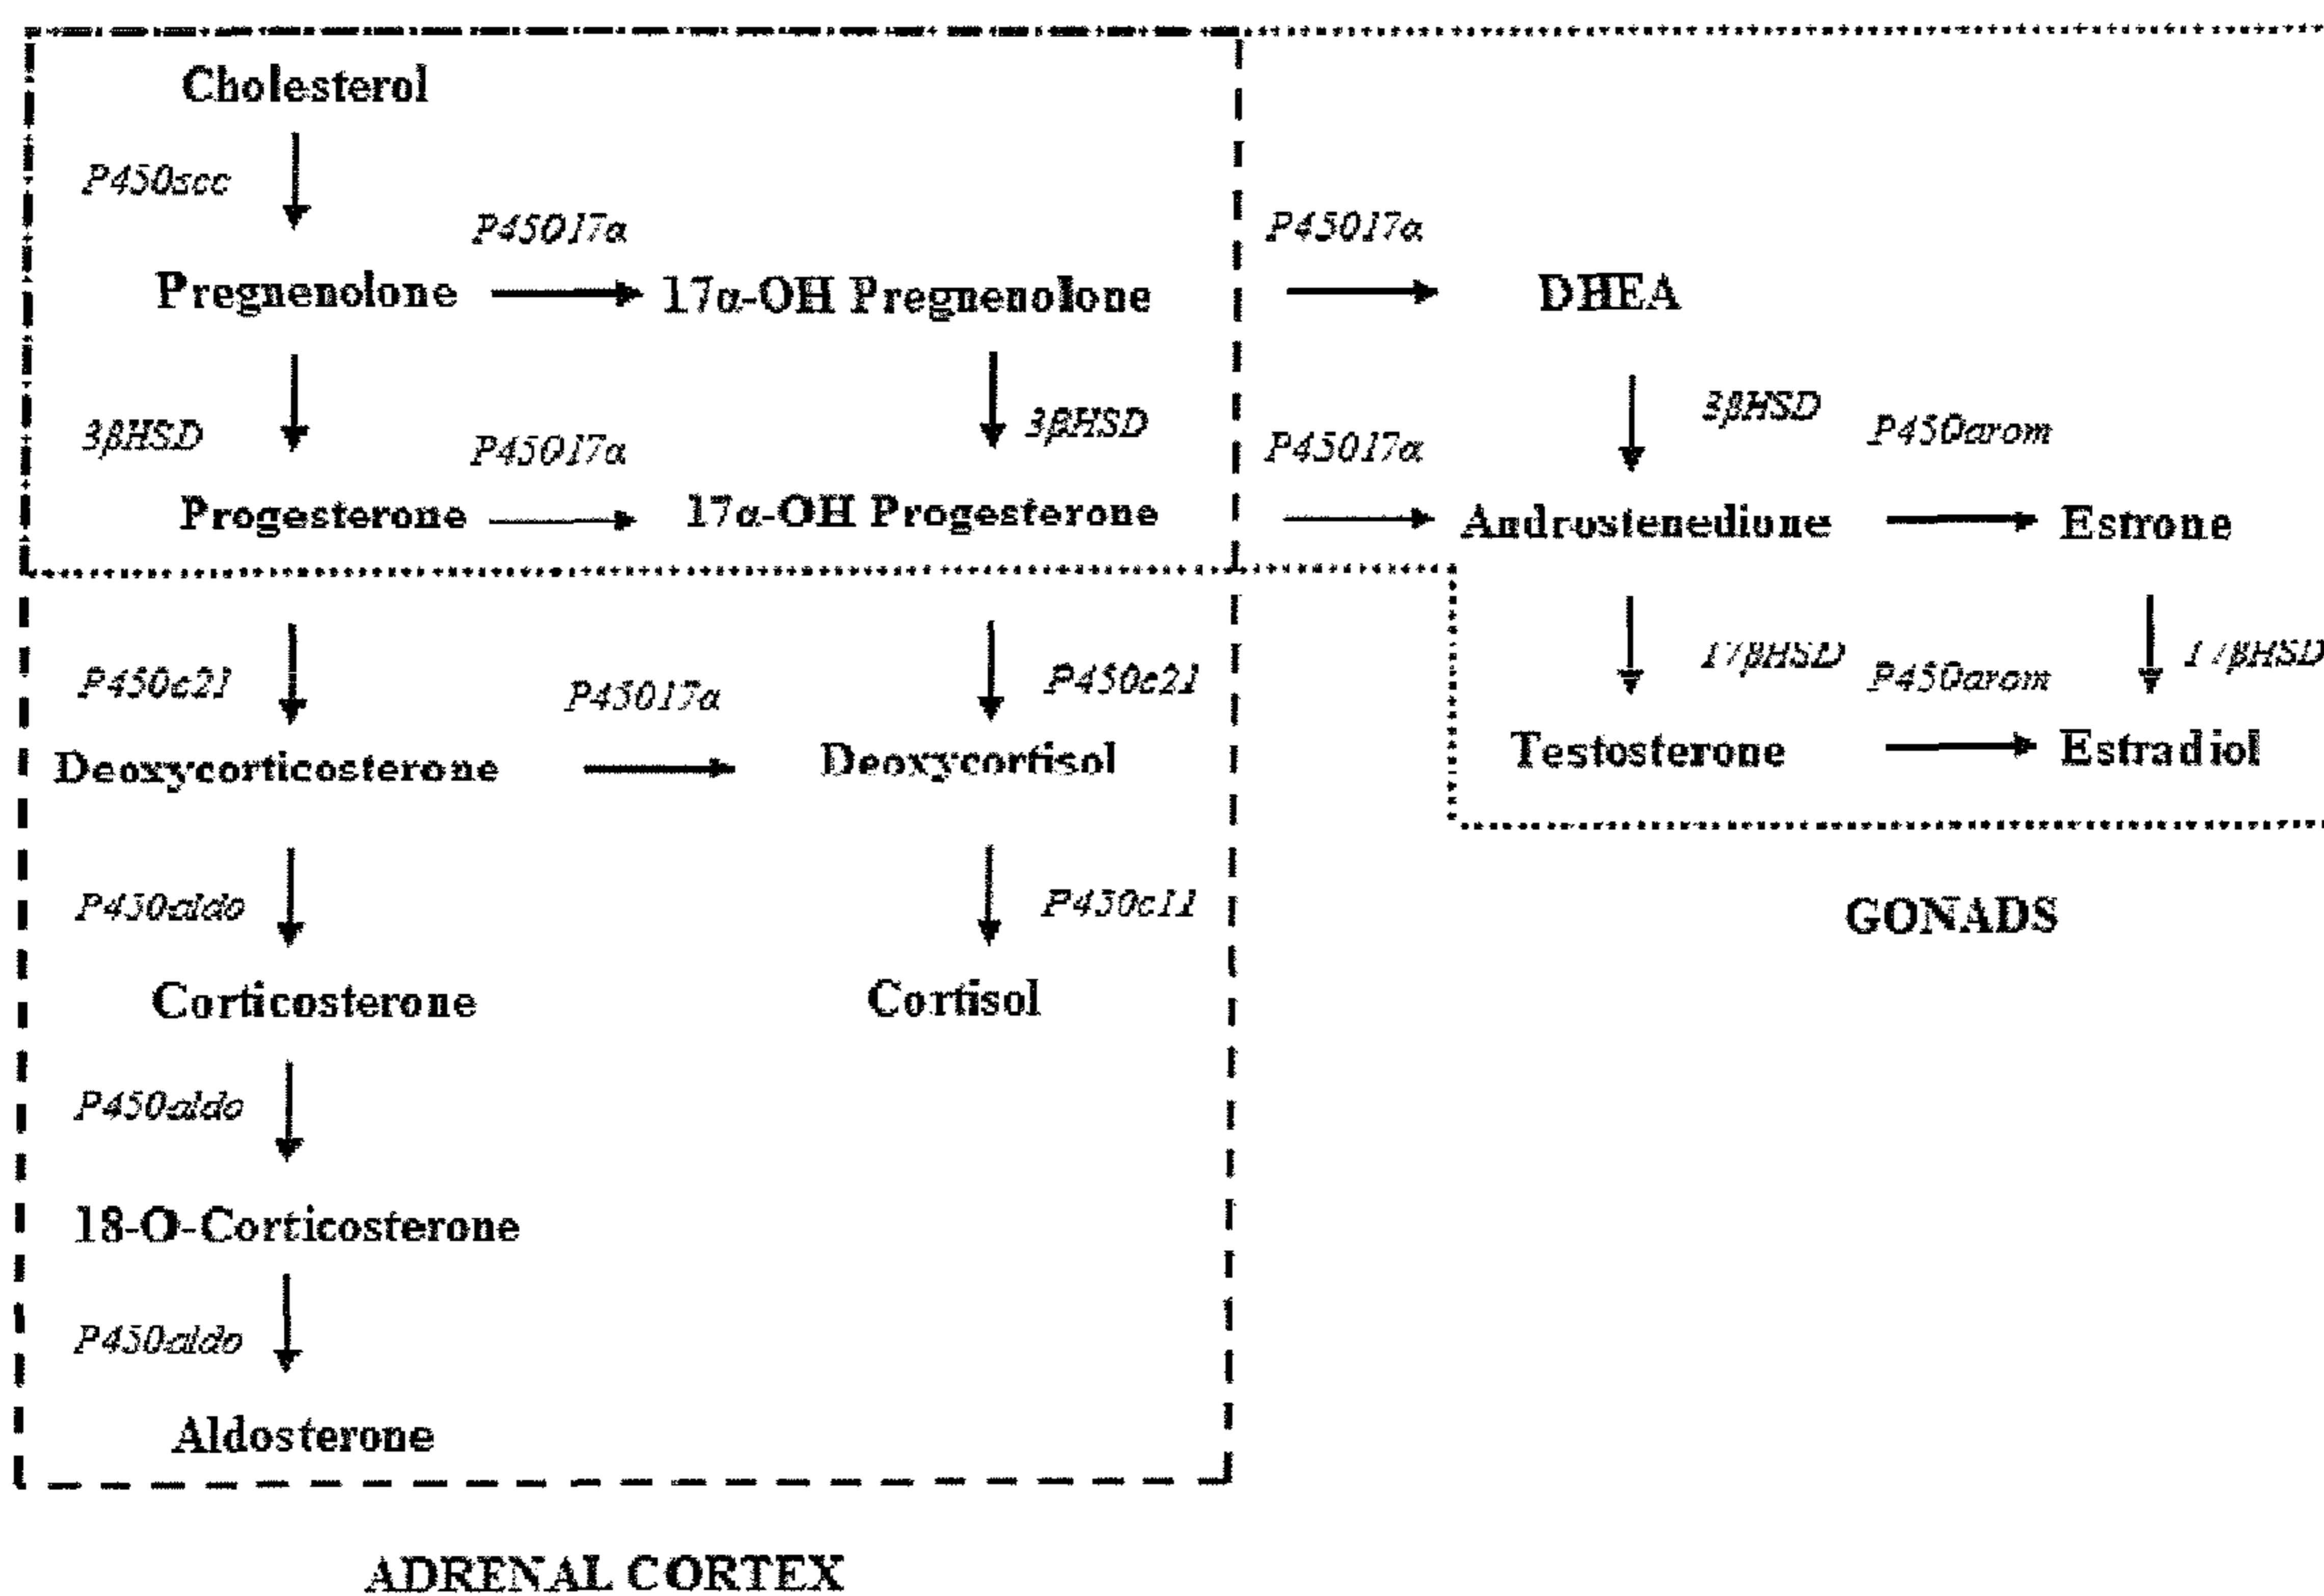 Cholesterol
P450scc
P45017α P45017α
Pregnenolone 17α-OH Pregnenolone DHEA
3βHSD 3βHSD 3βHSD P450arom
P45017α P45017α
Progesterone 17α-OH Progesterone Androstenedione Estrone
P450c21 P45017α P450c21 17βHSD P450arom 17βHSD
Deoxycorticosterone Deoxycortisol Testosterone Estradiol
P450aldo P450c11
GONADS
Corticosterone Cortisol
P450aldo
18-O-Corticosterone
P450aldo
Aldosterone
ADRENAL CORTEX